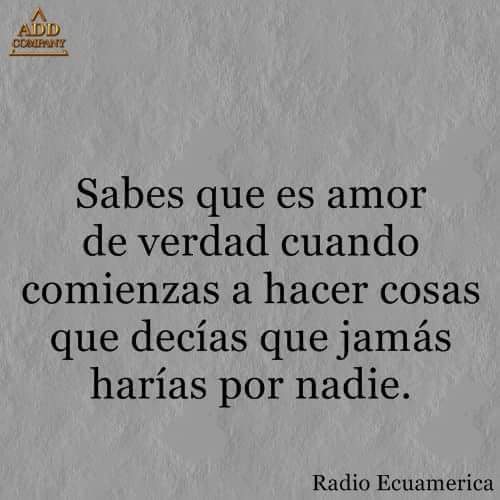 ADD
COMPANY
Sabes que es amor
de verdad cuando
comienzas a hacer cosas
que decías que jamás
harías por nadie.
Radio Ecuamerica